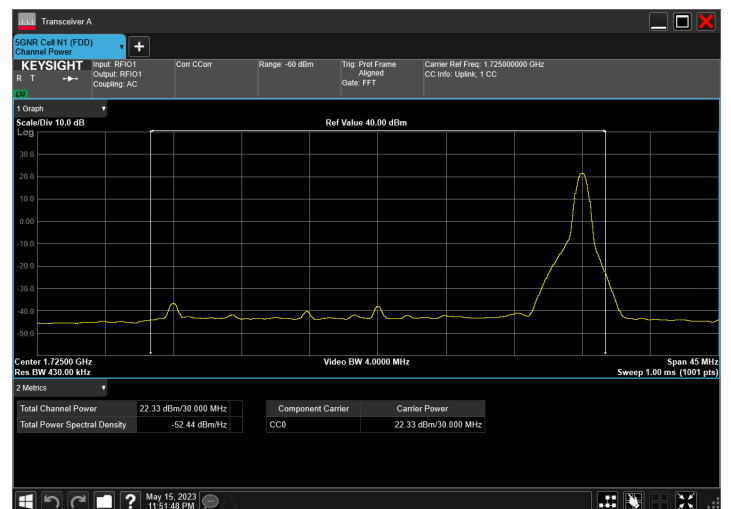 Transceiver A
5GNR Cell N1 (FDD)
Channel Power
KEYSIGHT
R T
LXI
Input: RFIO1
Output: RFIO1
Coupling: AC
Corr CCorr
Range: -60 dBm
Trig: Prot Frame
Aligned
Gate: FFT
Carrier Ref Freq: 1.725000000 GHz
CC Info: Uplink, 1 CC
1 Graph
Scale/Div 10.0 dB
Ref Value 40.00 dBm
Log
30.0
20.0
10.0
0.00
-10.0
-20.0
-30.0
-40.0
-50.0
Center 1.72500 GHz
Video BW 4.0000 MHz
Span 45 MHz
Res BW 430.00 kHz
Sweep 1.00 ms (1001 pts)
2 Metrics
Total Channel Power 22.33 dBm/30.000 MHz
Total Power Spectral Density -52.44 dBm/Hz
Component Carrier Carrier Power
CC0 22.33 dBm/30.000 MHz
?
May 15, 2023
11:51:48 PM